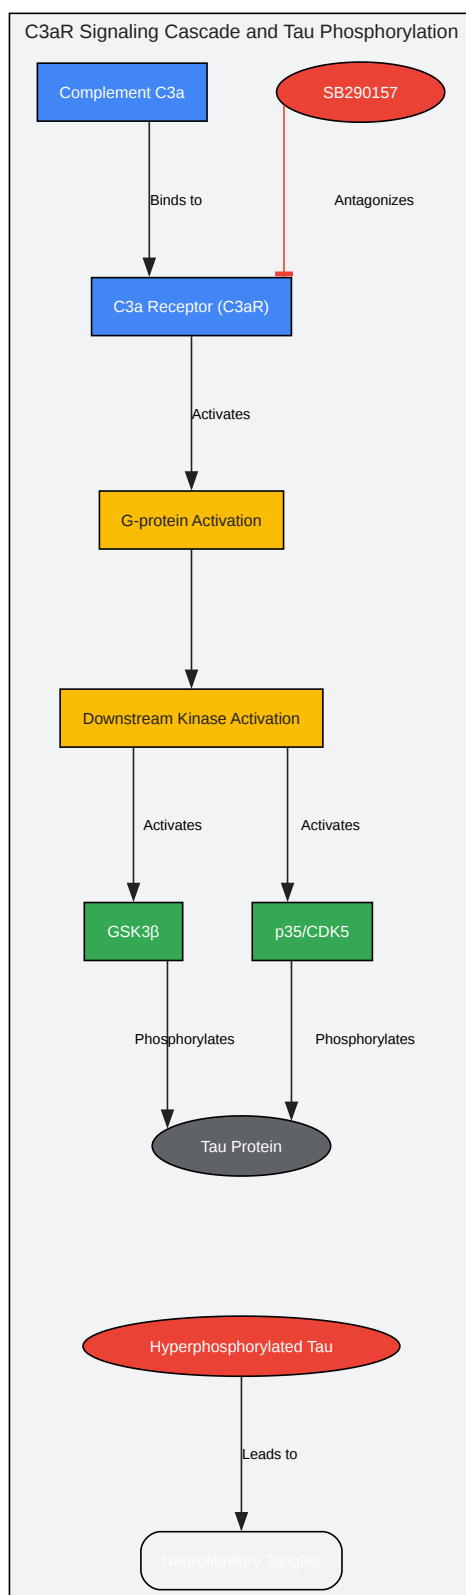 C3aR Signaling Cascade and Tau Phosphorylation
Complement C3a
SB290157
Binds to
Antagonizes
C3a Receptor (C3aR)
Activates
G-protein Activation
Downstream Kinase Activation
Activates
Activates
GSK3β
p35/CDK5
Phosphorylates
Phosphorylates
Tau Protein
Hyperphosphorylated Tau
Leads to
Neurofibrillary Tangles